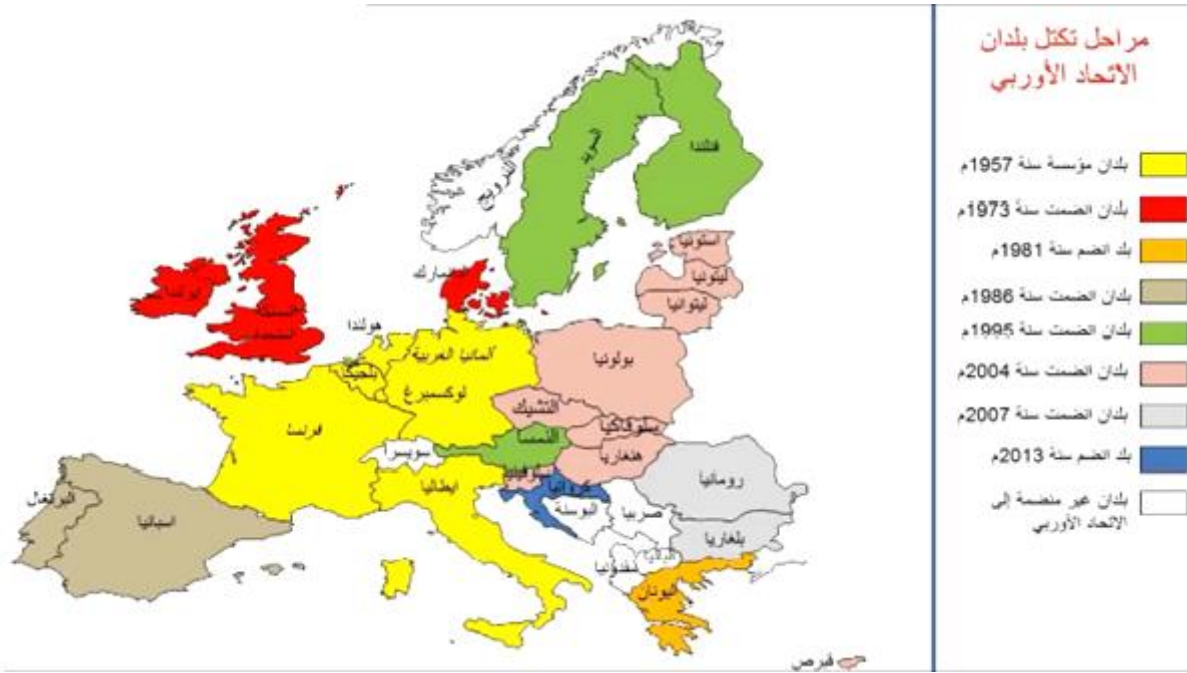 مراحل تكتل بلدان
الاتحاد الأوربي
بلدان مؤسسة سنة 1957م
بلدان انضمت سنة 1973م
بلد انضم سنة 1981م
بلدان انضمت سنة 1986م
بلدان انضمت سنة 1995م
بلدان انضمت سنة 2004م
بلدان انضمت سنة 2007م
بلد انضم سنة 2013م
بلدان غير منضمة إلى
الاتحاد الأوربي
فنلندا
السويد
النرويج
استونيا
ليتونيا
ليتوانيا
الدنمارك
ايرلندا
المملكة
المتحدة
هولندا
ألمانيا الغربية
بولونيا
بلجيكا
لوكسمبرغ
التشيك
سلوفاكيا
النمسا
هنغاريا
فرنسا
سويسرا
سلوفينيا
كرواتيا
رومانيا
ايطاليا
البوسنة
صربيا
البرتغال
اسبانيا
بلغاريا
مقدونيا
اليونان
قبرص